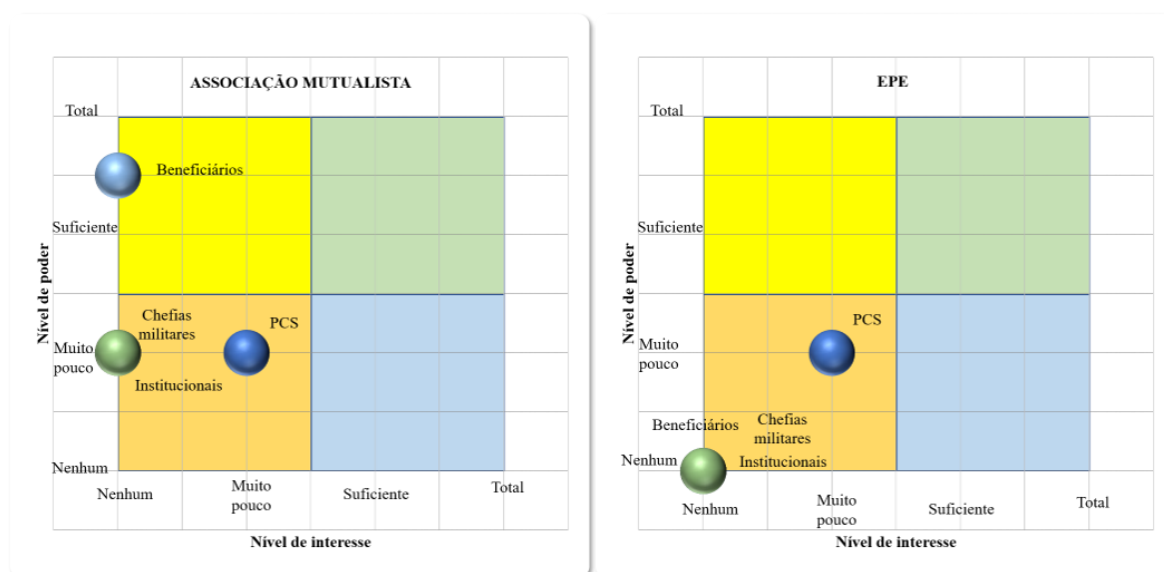 ASSOCIAÇÃO MUTUALISTA
Total
Beneficiários
Suficiente
Nível de poder
Chefias
militares
PCS
Muito
pouco
Institucionais
Nenhum
Nenhum
Muito
pouco
Suficiente
Total
Nível de interesse
EPE
Total
Suficiente
Nível de poder
PCS
Muito
pouco
Beneficiários
Chefias
militares
Nenhum
Institucionais
Nenhum
Muito
pouco
Suficiente
Total
Nível de interesse